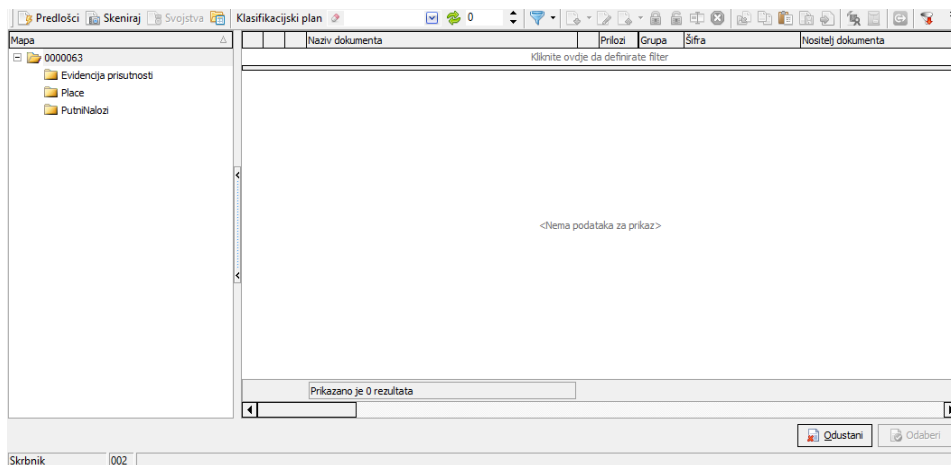 Predlošci Skeniraj Svojstva Klasifikacijski plan 0
Mapa Naziv dokumenta Prilozi Grupa Šifra Nositelj dokumenta
Kliknite ovdje da definirate filter
0000063
Evidencija prisutnosti
Place
PutniNalozi
<Nema podataka za prikaz>
Prikazano je 0 rezultata
Odustani Odaberi
Skrbnik 002